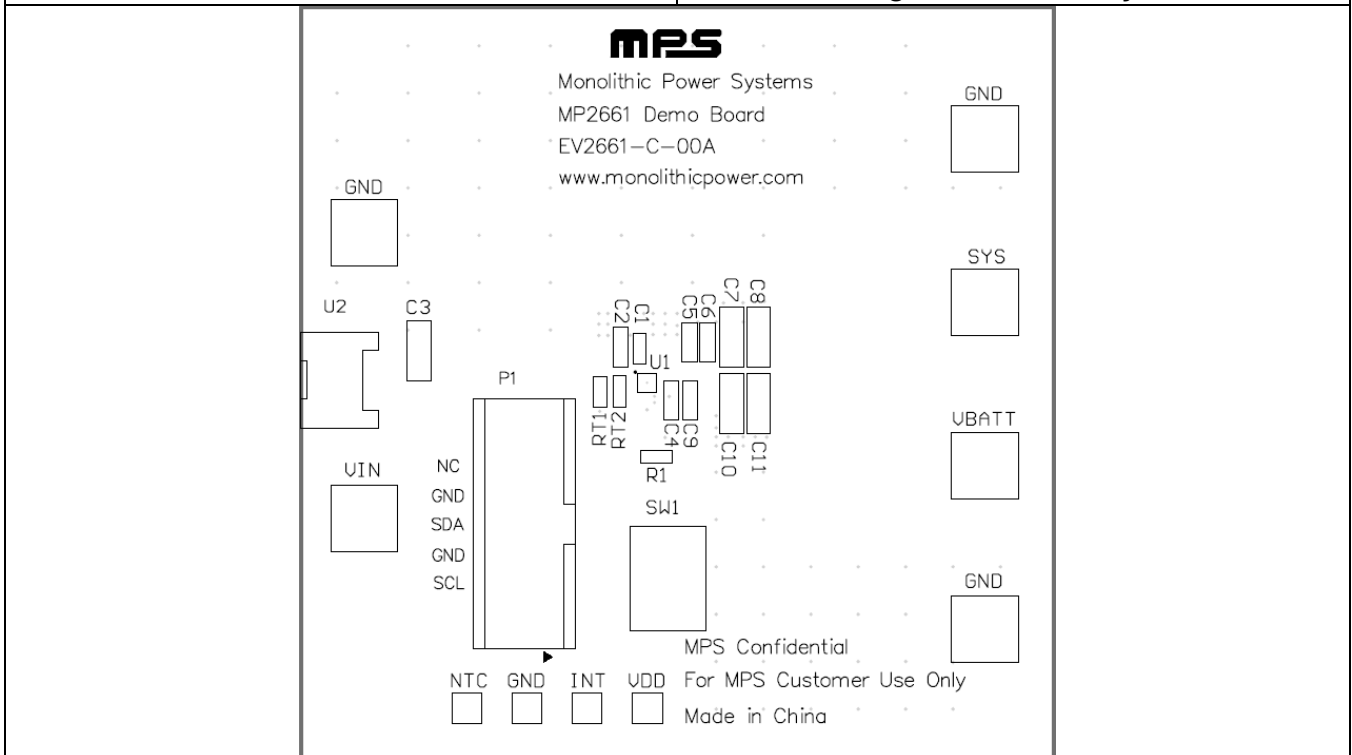 MPS
Monolithic Power Systems
MP2661 Demo Board
EV2661-C-00A
www.monolithicpower.com
GND
GND
SYS
U2
C3
C2
C1
C5
C6
C7
C8
U1
P1
RT1
RT2
C4
C9
C10
C11
VBATT
R1
VIN
NC
GND
SDA
GND
SCL
SW1
GND
MPS Confidential
For MPS Customer Use Only
Made in China
NTC
GND
INT
VDD